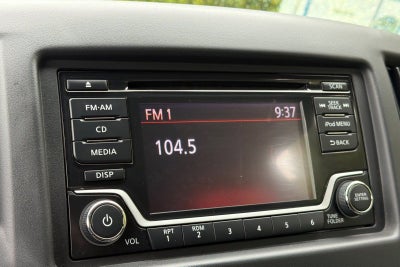 SCAN
FM·AM
CD
MEDIA
DISP
FM 1 9:37
104.5
SEEK
TRACK
iPod MENU
BACK
ENTER
SETTING
VOL
RPT RDM
1 2 3 4 5 6
TUNE
FOLDER